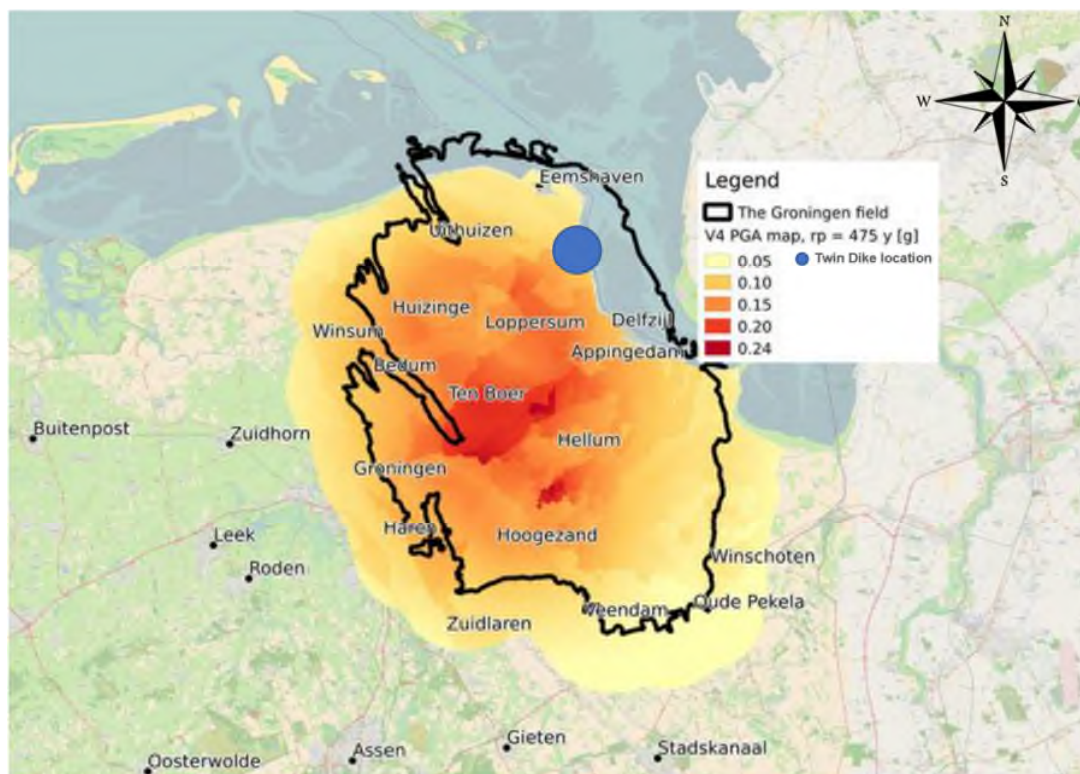 N
W
S
Eemshaven
Legend
The Groningen field
V4 PGA map, rp = 475 y [g]
0.05
Twin Dike location
0.10
0.15
0.20
0.24
Uithuizen
Huizinge
Loppersum
Delfzijl
Winsum
Appingedam
Bedum
Ten Boer
Buitenpost
Zuidhorn
Hellum
Groningen
Haren
Hoogezand
Leek
Winschoten
Roden
Veendam
Oude Pekela
Zuidlaren
Gieten
Stadskanaal
Assen
Oosterwolde